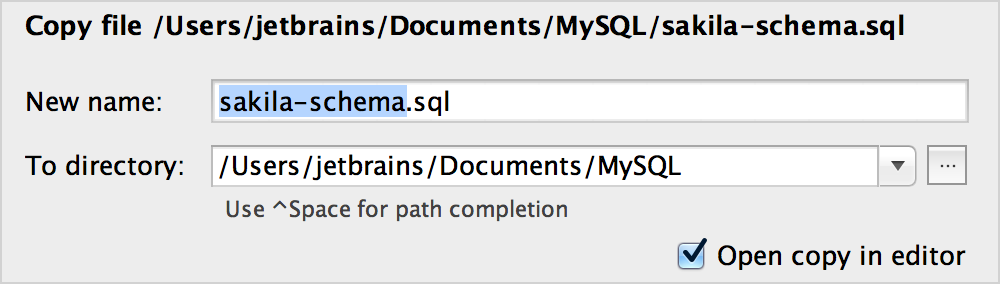 Copy file /Users/jetbrains/Documents/MySQL/sakila-schema.sql
New name: sakila-schema.sql
To directory: /Users/jetbrains/Documents/MySQL ...
Use ^Space for path completion
Open copy in editor